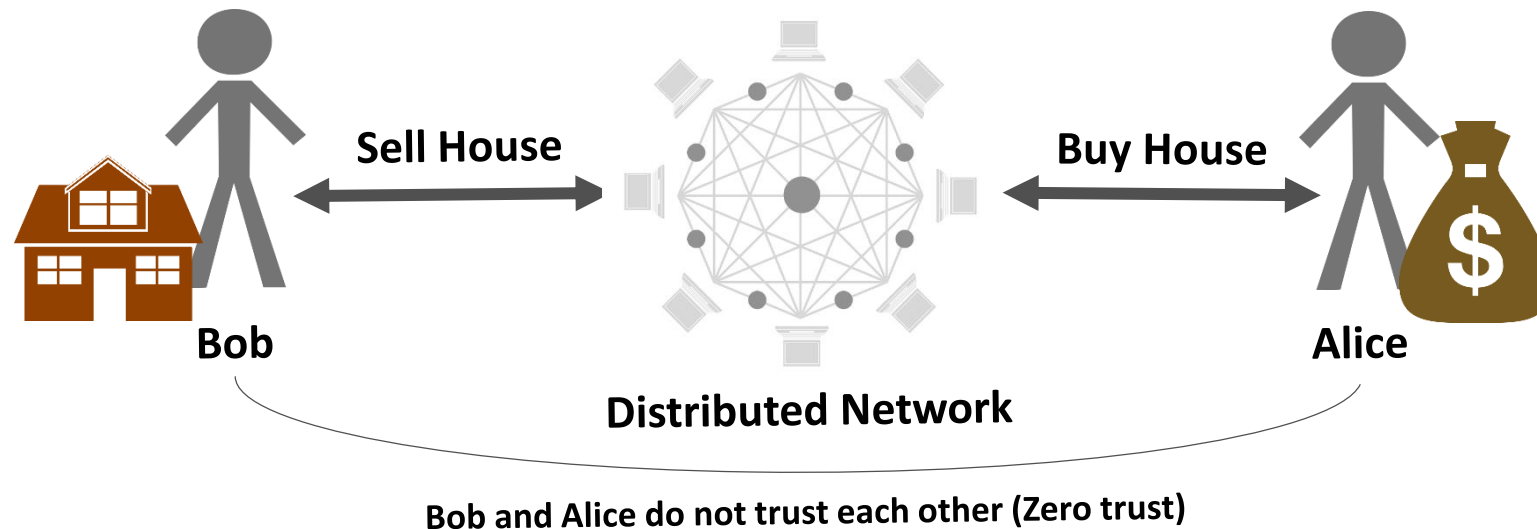 Sell House
Buy House
$
Bob
Alice
Distributed Network
Bob and Alice do not trust each other (Zero trust)